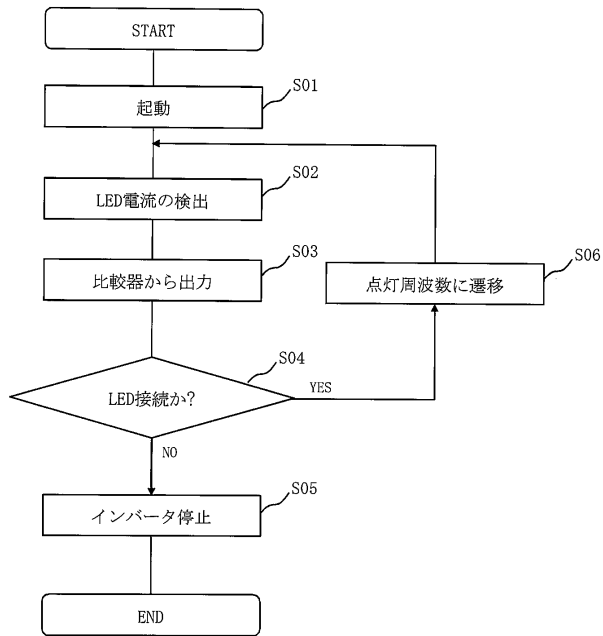 START
S01
起動
S02
LED電流の検出
S03
比較器から出力
S06
点灯周波数に遷移
S04
LED接続か?
YES
NO
S05
インバータ停止
END